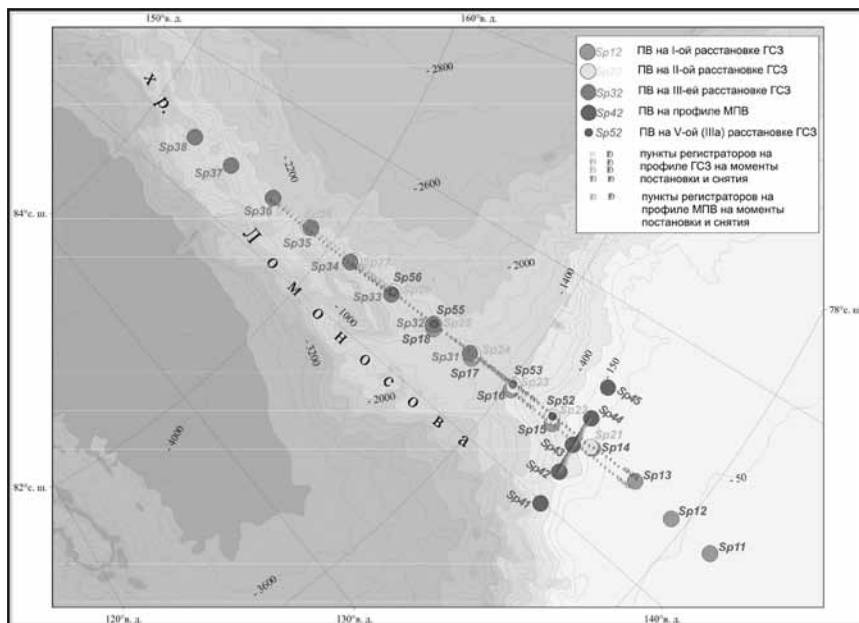 150°в. д.
160°в. д.
Sp12 ПВ на I-ой расстановке ГСЗ
ПВ на II-ой расстановке ГСЗ
Sp32 ПВ на III-ей расстановке ГСЗ
Sp42 ПВ на профиле МПВ
Sp52 ПВ на V-ой (IIIа) расстановке ГСЗ
пункты регистраторов на
профиле ГСЗ на моменты
постановки и снятия
пункты регистраторов на
профиле МПВ на моменты
постановки и снятия
хр.
Ломоносова
- 2800
- 2600
- 2200
- 2000
- 1400
- 1000
- 3200
- 2000
- 4000
- 3600
- 400
- 150
- 50
84°с. ш.
82°с. ш.
78°с. ш.
Sp38
Sp37
Sp36
Sp35
Sp34
Sp33
Sp56
Sp55
Sp32
Sp18
Sp31
Sp24
Sp17
Sp53
Sp23
Sp16
Sp52
Sp15
Sp45
Sp44
Sp43
Sp21
Sp14
Sp42
Sp41
Sp13
Sp12
Sp11
120°в. д.
130°в. д.
140°в. д.